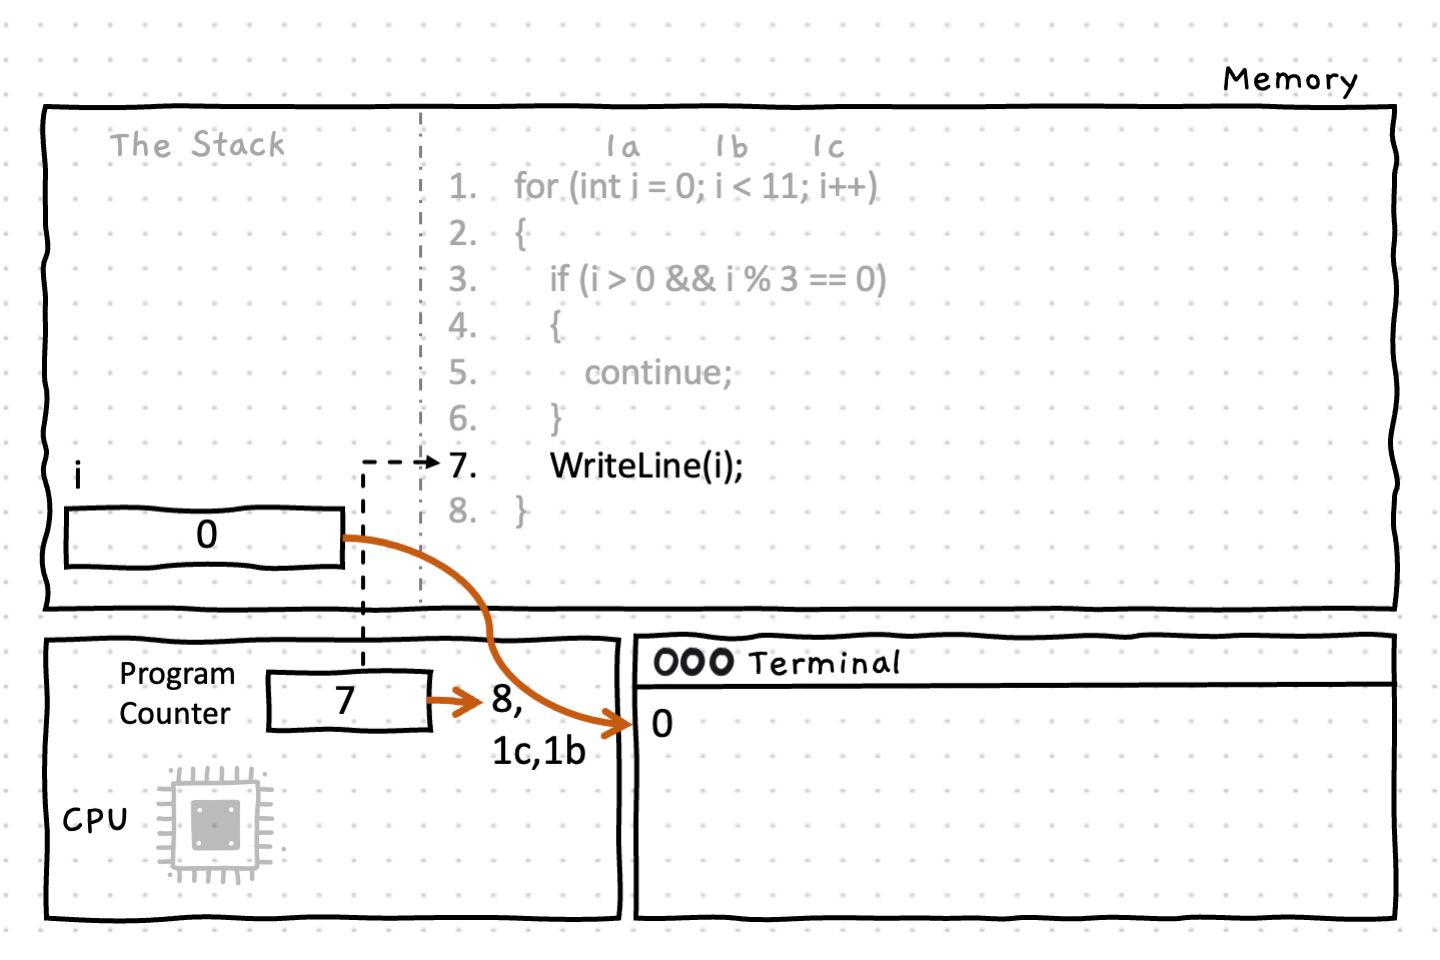 Memory
The Stack
1a 1b 1c
1. for (int i = 0; i < 11; i++)
2. {
3. if (i > 0 && i % 3 == 0)
4. {
5. continue;
6. }
7. WriteLine(i);
8. }
i
0
Program
Counter
7
8,
1c,1b
CPU
Terminal
0